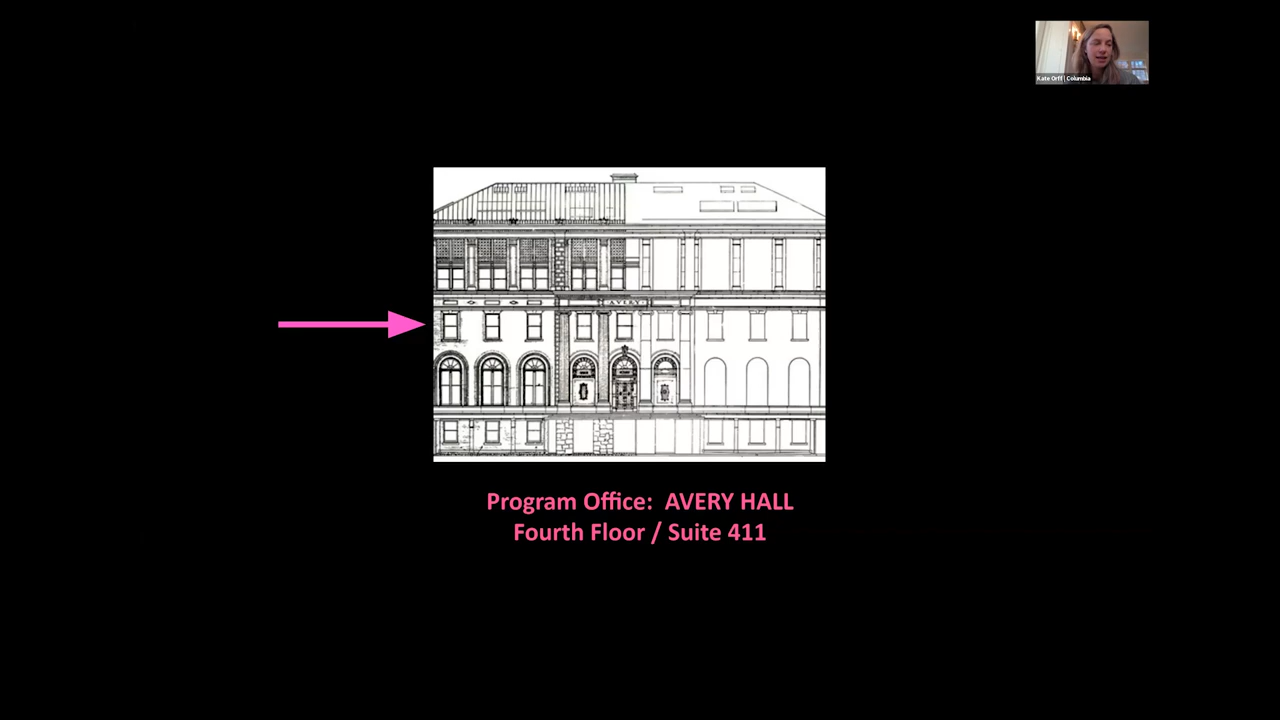 Kate Orff | Columbia
AVERY
Program Office:  AVERY HALL
Fourth Floor / Suite 411